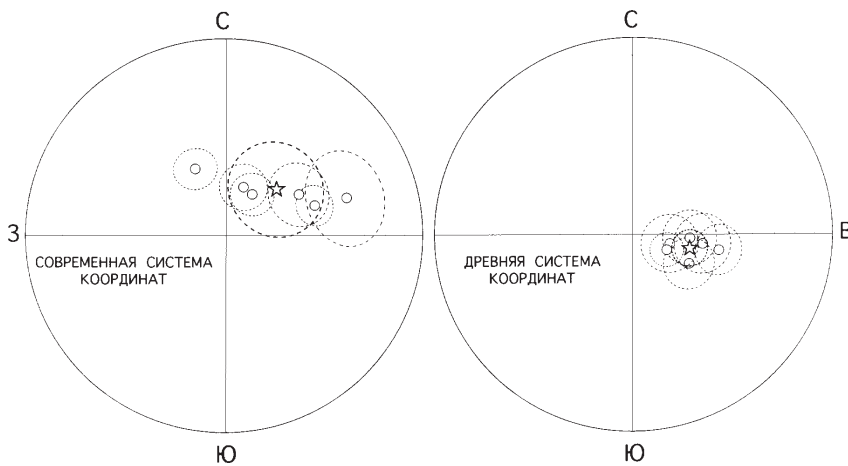 С
С
З
В
СОВРЕМЕННАЯ СИСТЕМА
КООРДИНАТ
ДРЕВНЯЯ СИСТЕМА
КООРДИНАТ
Ю
Ю